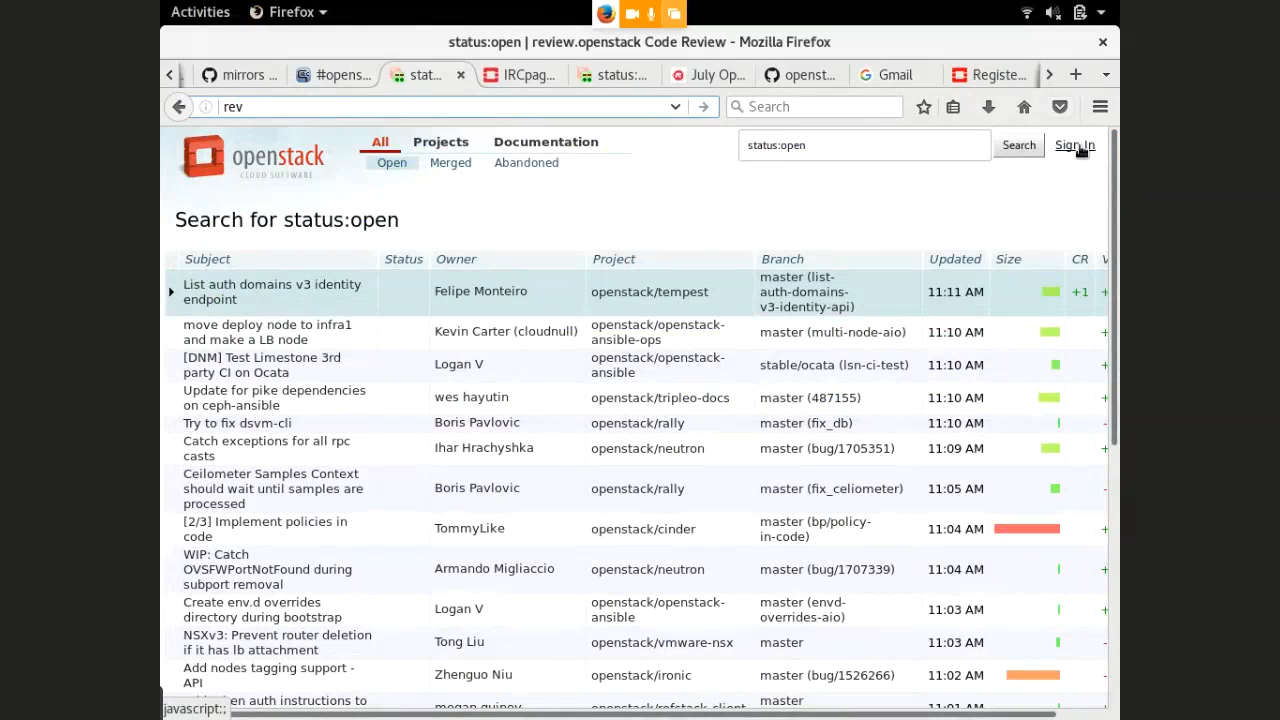 Activities Firefox
status:open | review.openstack Code Review - Mozilla Firefox
mirrors ... #opens... stat... IRCpag... status:... July Op... openst... Gmail Registe...
rev Search
openstack
CLOUD SOFTWARE
All Projects Documentation
Open Merged Abandoned
status:open Search Sign In
Search for status:open
Subject Status Owner Project Branch Updated Size CR V
List auth domains v3 identity
endpoint
Felipe Monteiro
openstack/tempest
master (list-
auth-domains-
v3-identity-api)
11:11 AM
+1
move deploy node to infra1
and make a LB node
Kevin Carter (cloudnull)
openstack/openstack-
ansible-ops
master (multi-node-aio)
11:10 AM
[DNM] Test Limestone 3rd
party CI on Ocata
Logan V
openstack/openstack-
ansible
stable/ocata (lsn-ci-test)
11:10 AM
Update for pike dependencies
on ceph-ansible
wes hayutin
openstack/tripleo-docs
master (487155)
11:10 AM
Try to fix dsvm-cli
Boris Pavlovic
openstack/rally
master (fix_db)
11:10 AM
Catch exceptions for all rpc
casts
Ihar Hrachyshka
openstack/neutron
master (bug/1705351)
11:09 AM
Ceilometer Samples Context
should wait until samples are
processed
Boris Pavlovic
openstack/rally
master (fix_celiometer)
11:05 AM
[2/3] Implement policies in
code
TommyLike
openstack/cinder
master (bp/policy-
in-code)
11:04 AM
WIP: Catch
OVSFWPortNotFound during
subport removal
Armando Migliaccio
openstack/neutron
master (bug/1707339)
11:04 AM
Create env.d overrides
directory during bootstrap
Logan V
openstack/openstack-
ansible
master (envd-
overrides-aio)
11:03 AM
NSXv3: Prevent router deletion
if it has lb attachment
Tong Liu
openstack/vmware-nsx
master
11:03 AM
Add nodes tagging support -
API
Zhenguo Niu
openstack/ironic
master (bug/1526266)
11:02 AM
en auth instructions to
megan guiney
openstack/refstack-client
master
11:01 AM
javascript:;